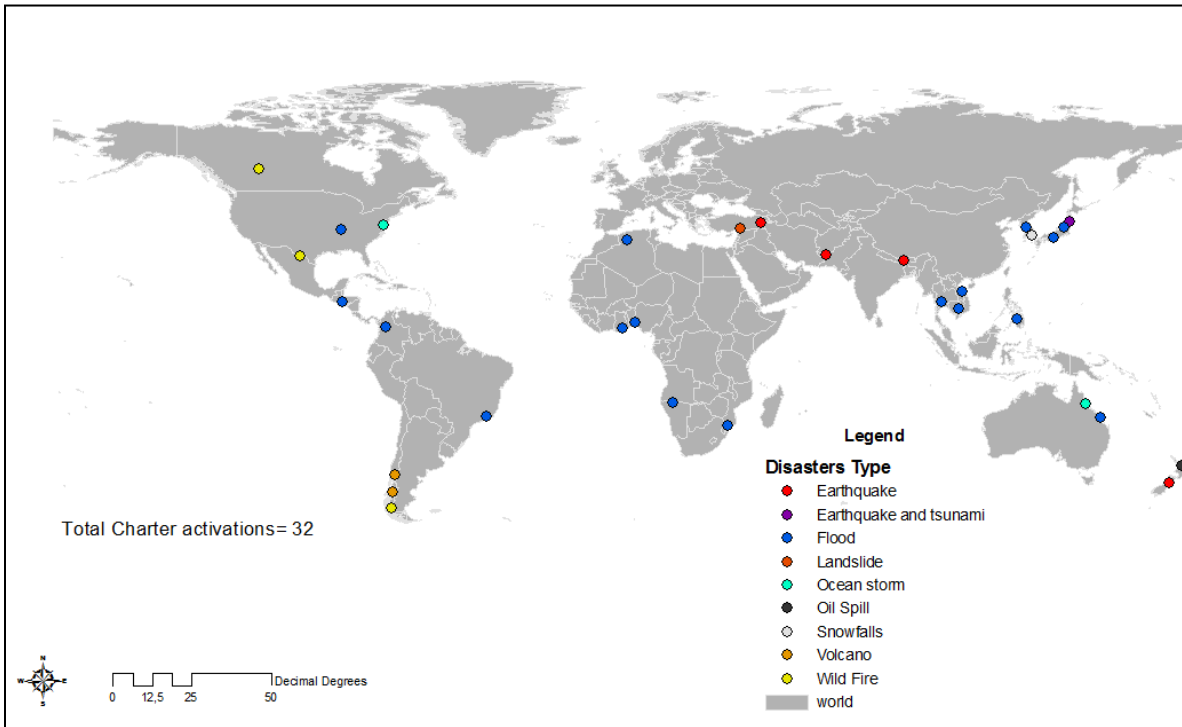 Total Charter activations= 32
Legend
Disasters Type
Earthquake
Earthquake and tsunami
Flood
Landslide
Ocean storm
Oil Spill
Snowfalls
Volcano
Wild Fire
world
N
W E
S
Decimal Degrees
0 12,5 25 50